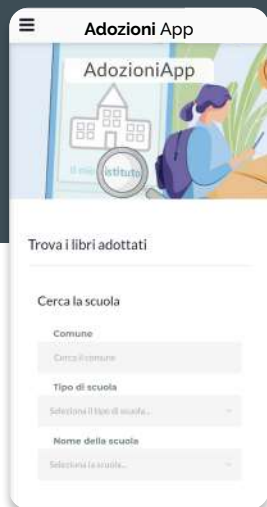 Adozioni App
AdozioniApp
Il mio istituto
Trova i libri adottati
Cerca la scuola
Comune
Cerca il comune
Tipo di scuola
Seleziona il tipo di scuola...
Nome della scuola
Seleziona la scuola...